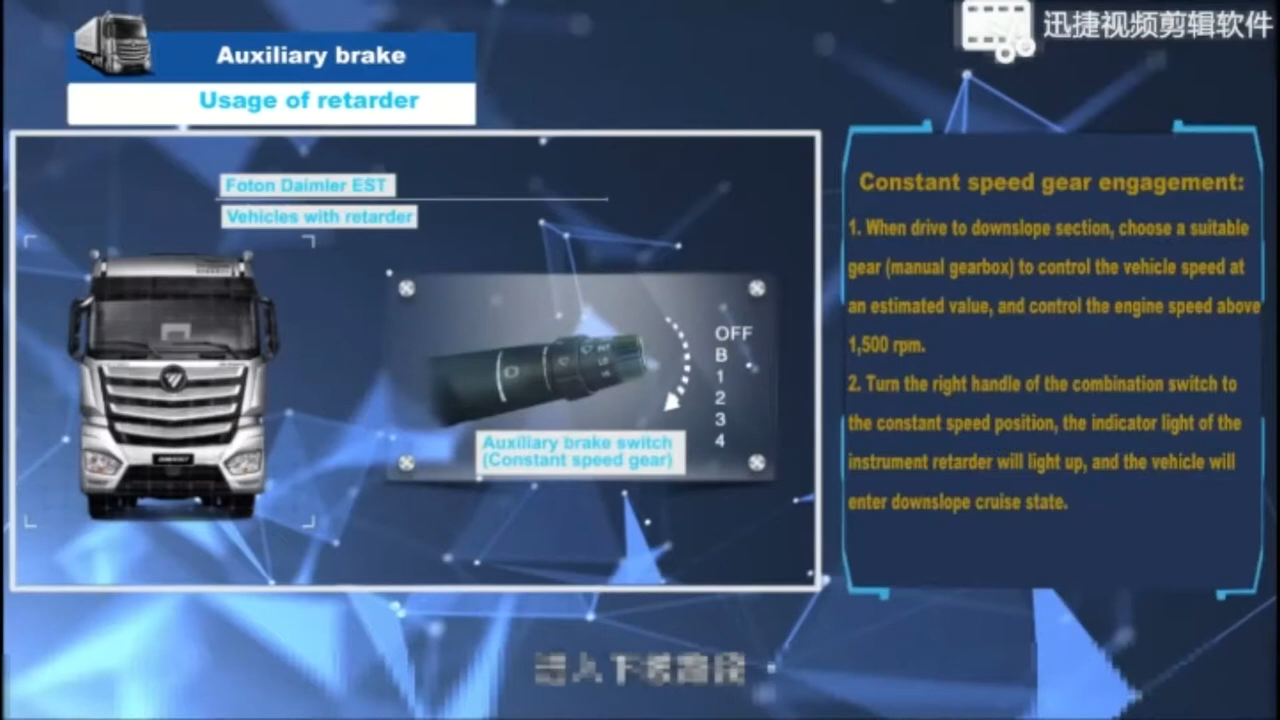 迅捷视频剪辑软件
Auxiliary brake
Usage of retarder
Foton Daimler EST
Vehicles with retarder
OFF
B
1
2
3
4
Auxiliary brake switch
(Constant speed gear)
Constant speed gear engagement:
1. When drive to downslope section, choose a suitable
gear (manual gearbox) to control the vehicle speed at
an estimated value, and control the engine speed above
1,500 rpm.
2. Turn the right handle of the combination switch to
the constant speed position, the indicator light of the
instrument retarder will light up, and the vehicle will
enter downslope cruise state.